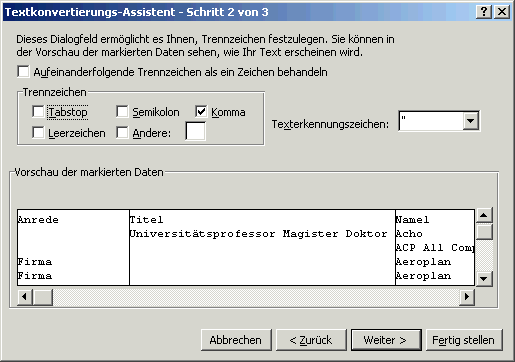 Textkonvertierungs-Assistent - Schritt 2 von 3
Dieses Dialogfeld ermöglicht es Ihnen, Trennzeichen festzulegen. Sie können in
der Vorschau der markierten Daten sehen, wie Ihr Text erscheinen wird.
Aufeinanderfolgende Trennzeichen als ein Zeichen behandeln
Trennzeichen
Tabstop Semikolon Komma
Leerzeichen Andere:
Texterkennungszeichen: "
Vorschau der markierten Daten
Anrede Titel Name1
Universitätsprofessor Magister Doktor Acho
ACP All Comp
Firma Aeroplan
Firma Aeroplan
Abbrechen < Zurück Weiter > Fertig stellen